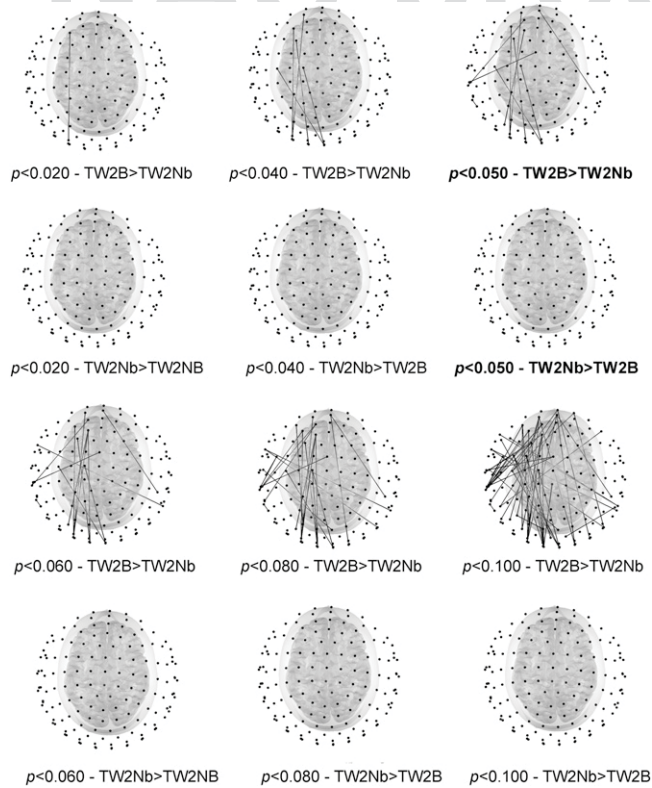 p<0.020 - TW2B>TW2Nb
p<0.040 - TW2B>TW2Nb
p<0.050 - TW2B>TW2Nb
p<0.020 - TW2Nb>TW2NB
p<0.040 - TW2Nb>TW2B
p<0.050 - TW2Nb>TW2B
p<0.060 - TW2B>TW2Nb
p<0.080 - TW2B>TW2Nb
p<0.100 - TW2B>TW2Nb
p<0.060 - TW2Nb>TW2NB
p<0.080 - TW2Nb>TW2B
p<0.100 - TW2Nb>TW2B